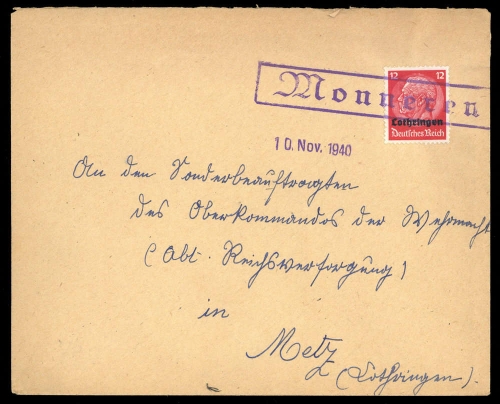 12 12
Monneren
Lothringen
Deutsches Reich
10. Nov. 1940
An den Sonderbeauftragten
des Oberkommandos der Wehrmacht
(Abt. Reichsversorgung)
in
Metz
(Lothringen).